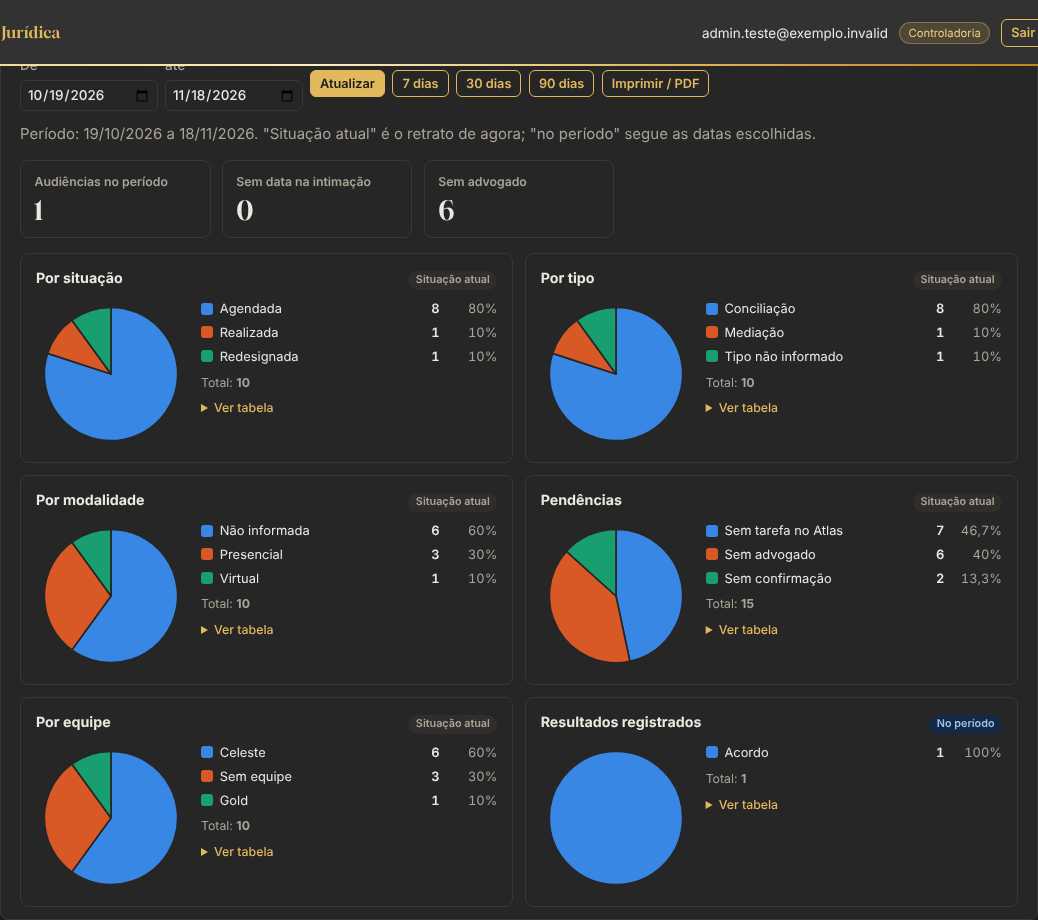 Jurídica
admin.teste@exemplo.invalid Controladoria Sair
De até
10/19/2026 11/18/2026 Atualizar 7 dias 30 dias 90 dias Imprimir / PDF
Período: 19/10/2026 a 18/11/2026. "Situação atual" é o retrato de agora; "no período" segue as datas escolhidas.
Audiências no período
1
Sem data na intimação
0
Sem advogado
6
Por situação Situação atual
Agendada 8 80%
Realizada 1 10%
Redesignada 1 10%
Total: 10
Ver tabela
Por tipo Situação atual
Conciliação 8 80%
Mediação 1 10%
Tipo não informado 1 10%
Total: 10
Ver tabela
Por modalidade Situação atual
Não informada 6 60%
Presencial 3 30%
Virtual 1 10%
Total: 10
Ver tabela
Pendências Situação atual
Sem tarefa no Atlas 7 46,7%
Sem advogado 6 40%
Sem confirmação 2 13,3%
Total: 15
Ver tabela
Por equipe Situação atual
Celeste 6 60%
Sem equipe 3 30%
Gold 1 10%
Total: 10
Ver tabela
Resultados registrados No período
Acordo 1 100%
Total: 1
Ver tabela